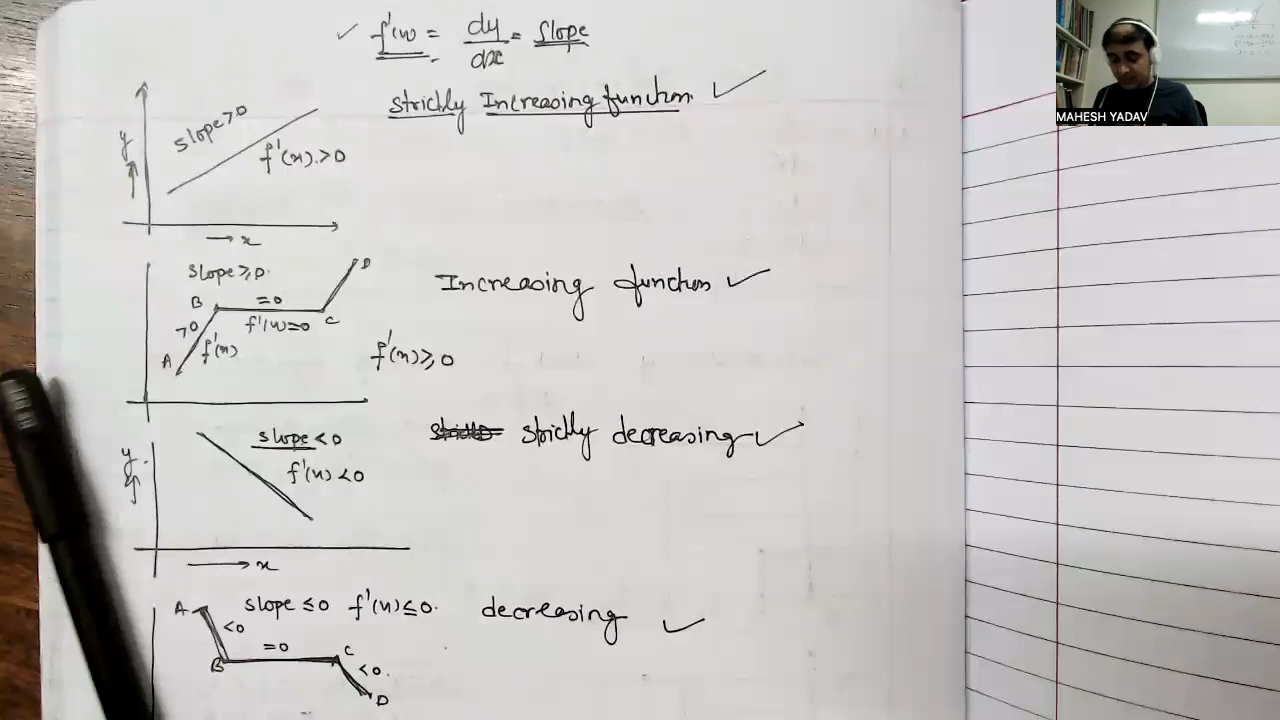 ✓ f'(x) = dy/dx = slope
MAHESH YADAV
strictly Increasing function ✓
slope>0
y
f'(x).>0
→ x
slope≥0.
D
Increasing function ✓
B =0
f'(x)=0 C
>0
A f'(x)
f'(x)≥0
strictly decreasing ✓
slope<0
y
f'(x)<0
→ x
A slope ≤0 f'(x)≤0. decreasing ✓
<0
=0 C
B <0.
D